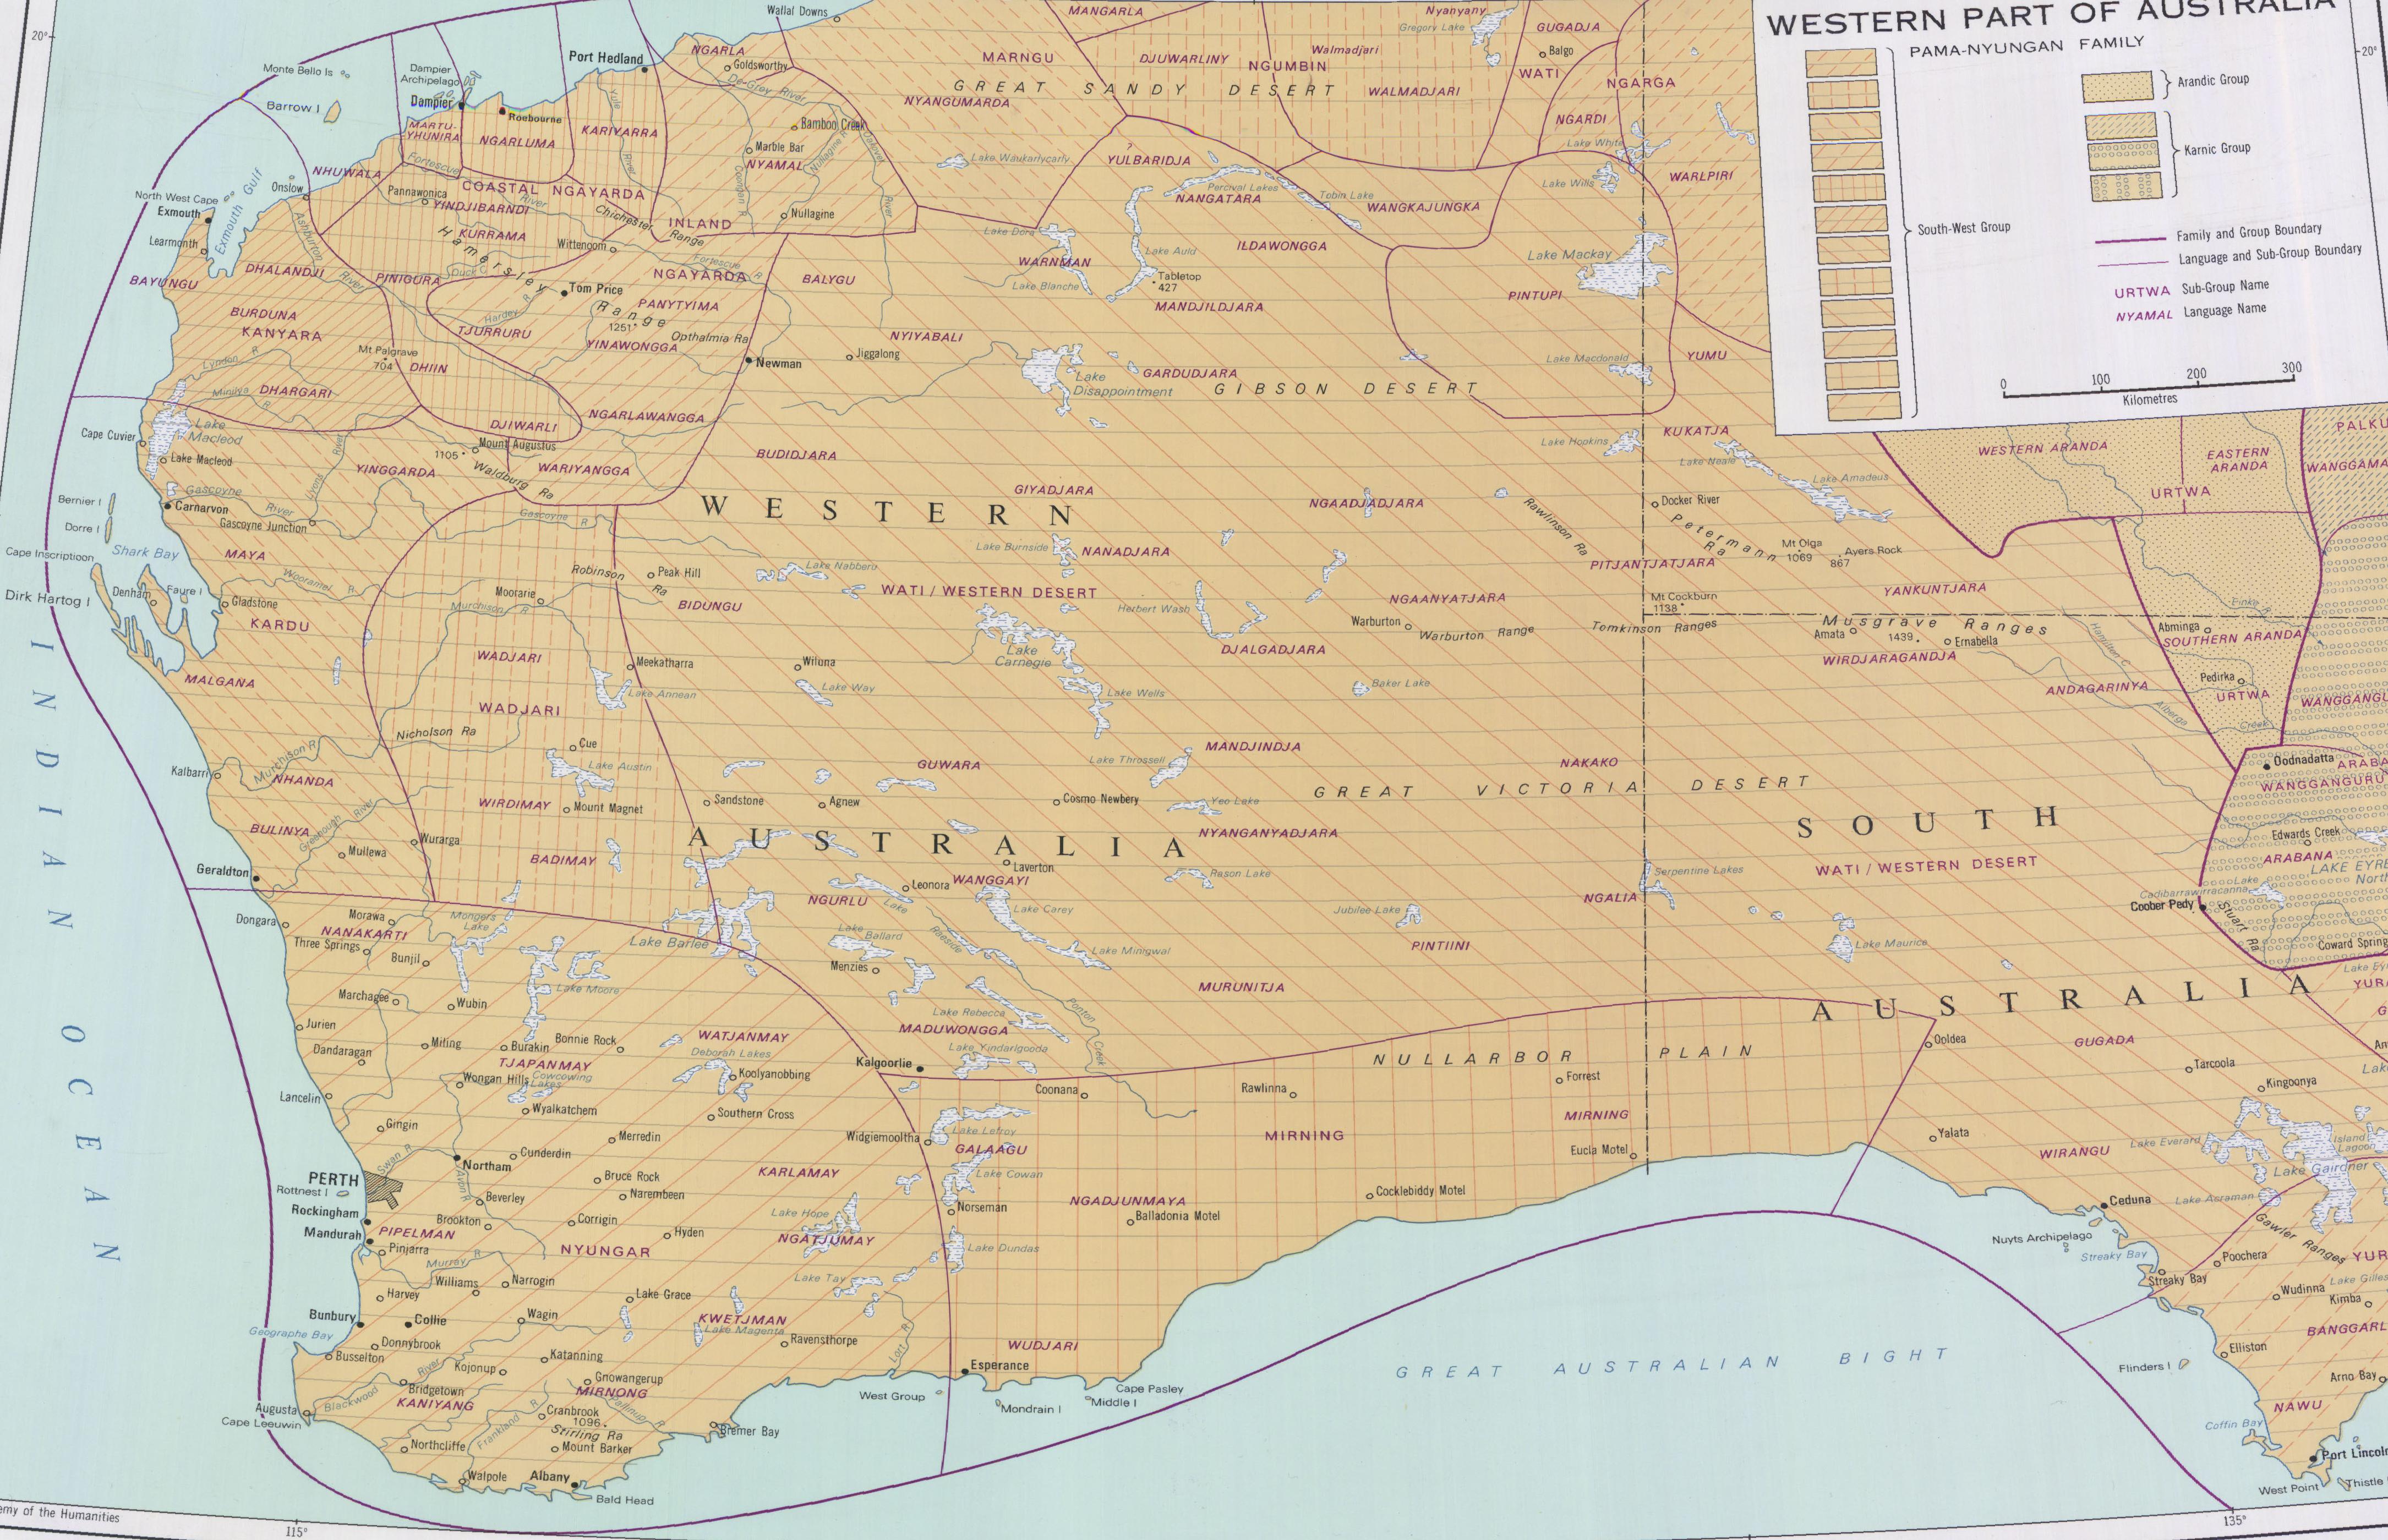 WESTERN PART OF AUSTRALIA
PAMA-NYUNGAN FAMILY
South-West Group
Arandic Group
Karnic Group
Family and Group Boundary
Language and Sub-Group Boundary
URTWA Sub-Group Name
NYAMAL Language Name
0 100 200 300
Kilometres
20°
20°
Wallal Downs
MANGARLA
Nyanyany
Gregory Lake
GUGADJA
Balgo
Port Hedland
NGARLA
Goldsworthy
MARNGU
DJUWARLINY
NGUMBIN
Walmadjari
WATI
NGARGA
Monte Bello Is
Dampier
Archipelago
Dampier
Barrow I
Roebourne
De-Grey River
GREAT SANDY DESERT
NYANGUMARDA
WALMADJARI
NGARDI
MARTU-
YHUNIRA
NGARLUMA
KARIYARRA
Yule
River
Bamboo Creek
Marble Bar
NYAMAL
Nullagine R
Oakover
River
Coongan R
Lake Waukarlycarly
YULBARIDJA
Lake White
Lake Wills
WARLPIRI
NHUWALA
Fortescue
River
Pannawonica
COASTAL NGAYARDA
YINDJIBARNDI
Chichester Range
INLAND
Nullagine
Percival Lakes
NANGATARA
Tobin Lake
WANGKAJUNGKA
North West Cape
Exmouth
Exmouth Gulf
Onslow
Learmonth
Ashburton
River
KURRAMA
Wittenoom
Hamersley
Range
Lake Dora
Lake Auld
ILDAWONGGA
Lake Mackay
BAYUNGU
DHALANDJI
PINIGURA
Duck C
Tom Price
Fortescue R
NGAYARDA
BALYGU
WARNMAN
Lake Blanche
Tabletop
427
PINTUPI
BURDUNA
KANYARA
Hardey R
TJURRURU
PANYTYIMA
1251
Opthalmia Ra
YINAWONGGA
MANDJILDJARA
NYIYABALI
Mt Palgrave
704
DHIIN
Lyndon R
Minilya R
DHARGARI
Newman
Jiggalong
Lake
Disappointment
GARDUDJARA
GIBSON DESERT
Lake Macdonald
YUMU
DJIWARLI
NGARLAWANGGA
Cape Cuvier
Lake
Macleod
Lake Macleod
Mount Augustus
1105
Waldburg Ra
WARIYANGGA
YINGGARDA
Lyons River
BUDIDJARA
Lake Hopkins
KUKATJA
Lake Neale
Lake Amadeus
WESTERN ARANDA
EASTERN
ARANDA
URTWA
PALKU
WANGGAMA
Bernier I
Dorre I
Gascoyne
River
Carnarvon
Gascoyne Junction
Gascoyne R
GIYADJARA
WESTERN
NGAADJADJARA
Rawlinson Ra
Docker River
Petermann
Ra
Mt Olga
1069
Ayers Rock
867
Cape Inscriptioon
Shark Bay
MAYA
Wooramel R
Robinson
Ra
Peak Hill
Lake Nabberu
Lake Burnside
NANADJARA
PITJANTJATJARA
YANKUNTJARA
Dirk Hartog I
Denham
Faure I
Gladstone
KARDU
Moorarie
Murchison R
BIDUNGU
WATI / WESTERN DESERT
Herbert Wash
NGAANYATJARA
Mt Cockburn
1138
Warburton
Warburton Range
Tomkinson Ranges
Musgrave Ranges
Amata
1439
Ernabella
Hamilton C
Finke R
Abminga
SOUTHERN ARANDA
MALGANA
WADJARI
Meekatharra
Wiluna
Lake Annean
Lake Way
Lake
Carnegie
Lake Wells
DJALGADJARA
Baker Lake
WIRDJARAGANDJA
ANDAGARINYA
Alberga
Creek
Pedirka
URTWA
WANGGANGU
WADJARI
Nicholson Ra
Murchison R
Kalbarri
NHANDA
Cue
Lake Austin
GUWARA
Lake Throssell
MANDJINDJA
NAKAKO
Oodnadatta
ARABA
WANGGANGURU
WIRDIMAY
Mount Magnet
Sandstone
Agnew
Cosmo Newbery
Yeo Lake
GREAT VICTORIA DESERT
BULINYA
Greenough River
Mullewa
Wurarga
BADIMAY
AUSTRALIA
NYANGANYADJARA
SOUTH
WATI / WESTERN DESERT
Edwards Creek
ARABANA
LAKE EYRE
North
Geraldton
Laverton
Leonora
WANGGAYI
Rason Lake
NGURLU
Lake
Raeside
Lake Carey
Jubilee Lake
Serpentine Lakes
NGALIA
Lake
Cadibarrawirracanna
Coober Pedy
Stuart Ra
Coward Spring
Dongara
Morawa
NANAKARTI
Three Springs
Bunjil
Mongers
Lake
Lake Barlee
Lake
Ballard
Menzies
Lake Minigwal
PINTIINI
Lake Maurice
Marchagee
Wubin
Lake Moore
MURUNITJA
AUSTRALIA
Lake Ey
YUR
Jurien
Dandaragan
Miling
Burakin
Bonnie Rock
TJAPANMAY
WATJANMAY
Deborah Lakes
Lake Rebecca
MADUWONGGA
Lake Yindarlgooda
Ponton
Creek
Kalgoorlie
NULLARBOR PLAIN
Ooldea
GUGADA
Tarcoola
Kingoonya
Wongan Hills
Cowcowing
Lakes
Koolyanobbing
Coonana
Rawlinna
Forrest
Lancelin
Wyalkatchem
Southern Cross
Gingin
Merredin
Widgiemooltha
Lake Lefroy
GALAAGU
MIRNING
MIRNING
Eucla Motel
Yalata
WIRANGU
Lake Everard
Island
Lagoon
Lake Gairdner
Swan R
Northam
Avon R
Cunderdin
PERTH
Rottnest I
Bruce Rock
Narembeen
KARLAMAY
Lake Cowan
Norseman
NGADJUNMAYA
Balladonia Motel
Cocklebiddy Motel
Ceduna
Lake Acraman
Gawler Ranges
Rockingham
Mandurah
PIPELMAN
Pinjarra
Beverley
Brookton
Corrigin
Hyden
NYUNGAR
Lake Hope
NGATJUMAY
Lake Dundas
Nuyts Archipelago
Streaky Bay
Streaky Bay
Poochera
YUR
Murray R
Williams
Narrogin
Harvey
Lake Grace
Lake Tay
Wudinna
Lake Gilles
Kimba
Bunbury
Collie
Wagin
KWETJMAN
Lake Magenta
Ravensthorpe
Lort R
WUDJARI
Esperance
BANGGARL
Geographe Bay
Donnybrook
Busselton
River
Blackwood
Kojonup
Katanning
Gnowangerup
MIRNONG
Bridgetown
KANIYANG
Augusta
Cape Leeuwin
Cranbrook
1096
Stirling Ra
Pallinup R
Frankland R
Northcliffe
Mount Barker
Bremer Bay
West Group
Mondrain I
Middle I
Cape Pasley
GREAT AUSTRALIAN BIGHT
Flinders I
Elliston
Arno Bay
NAWU
Coffin Bay
Port Lincol
West Point
Thistle
Walpole
Albany
Bald Head
INDIAN OCEAN
emy of the Humanities
115°
135°